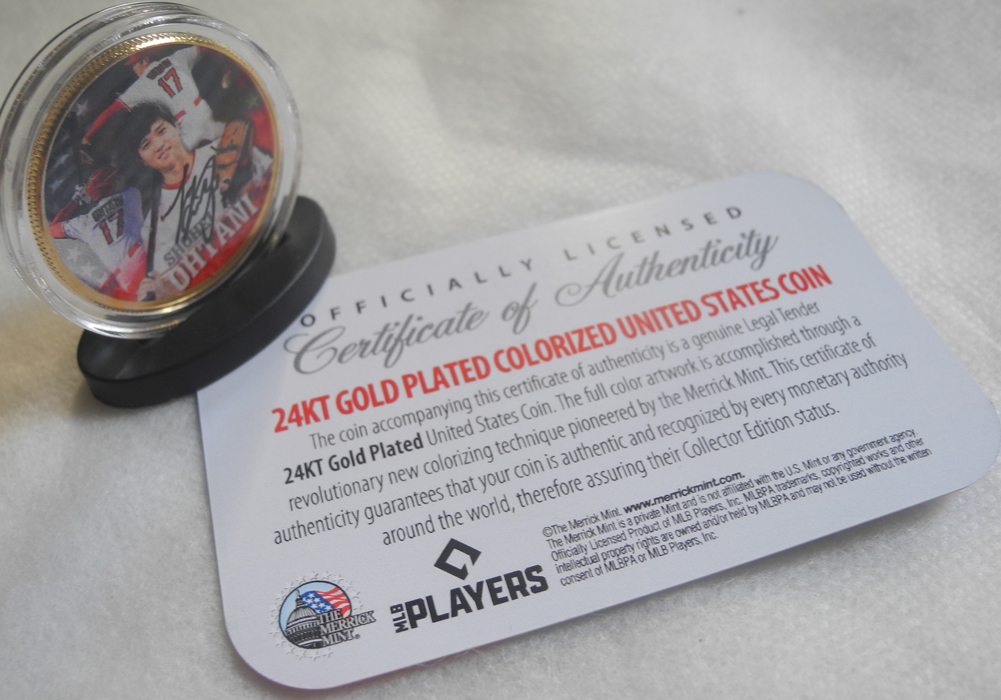 17
17
SHOHEI
OHTANI
OFFICIALLY LICENSED
Certificate of Authenticity
24KT GOLD PLATED COLORIZED UNITED STATES COIN
The coin accompanying this certificate of authenticity is a genuine Legal Tender
24KT Gold Plated United States Coin. The full color artwork is accomplished through a
revolutionary new colorizing technique pioneered by the Merrick Mint. This certificate of
authenticity guarantees that your coin is authentic and recognized by every monetary authority
around the world, therefore assuring their Collector Edition status.
©The Merrick Mint. www.merrickmint.com.
The Merrick Mint is a private Mint and is not affiliated with the U.S. Mint or any government agency.
Officially Licensed Product of MLB Players, Inc. MLBPA trademarks, copyrighted works and other
intellectual property rights are owned and/or held by MLBPA and may not be used without the written
consent of MLBPA or MLB Players, Inc.
MLB PLAYERS
THE
MERRICK
MINT®